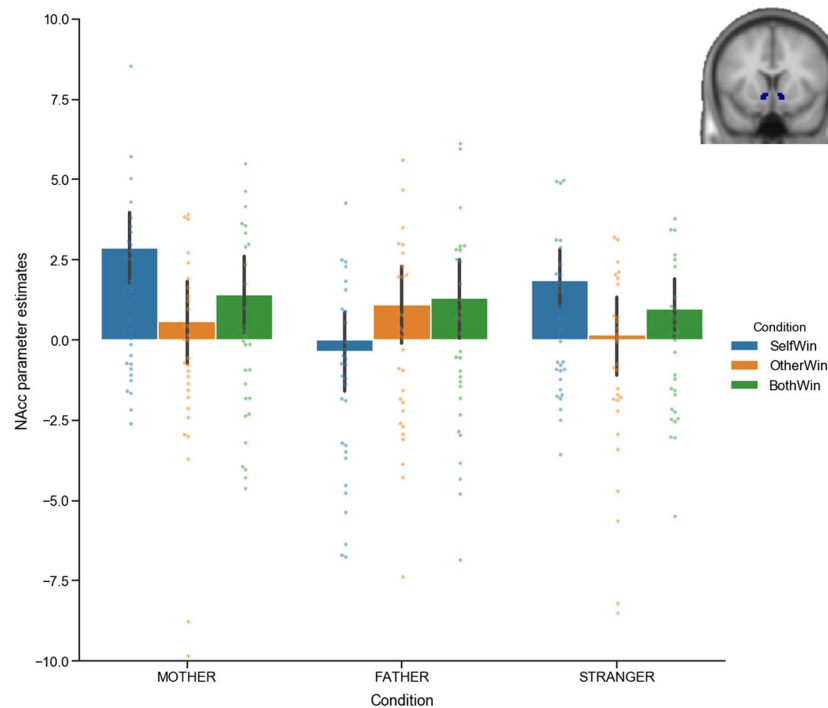 10.0
7.5
5.0
2.5
0.0
−2.5
−5.0
−7.5
−10.0
NAcc parameter estimates
MOTHER FATHER STRANGER
Condition
Condition
SelfWin
OtherWin
BothWin